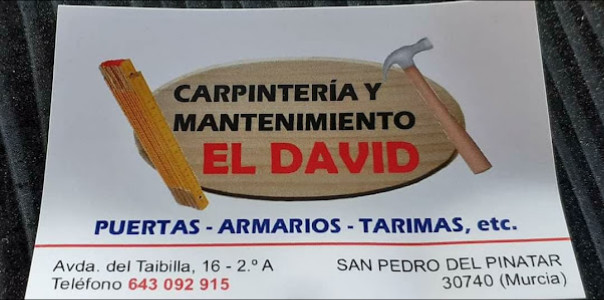 CARPINTERÍA Y
MANTENIMIENTO
EL DAVID
PUERTAS - ARMARIOS - TARIMAS, etc.
Avda. del Taibilla, 16 - 2.º A
Teléfono 643 092 915
SAN PEDRO DEL PINATAR
30740 (Murcia)